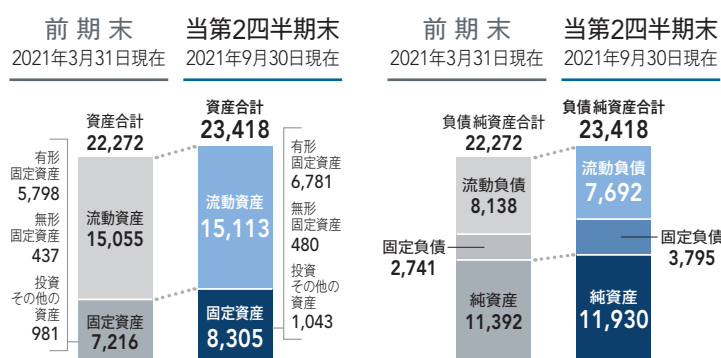 前期末
2021年3月31日現在
当第2四半期末
2021年9月30日現在
資産合計
22,272
有形
固定資産
5,798
無形
固定資産
437
投資
その他の
資産
981
流動資産
15,055
固定資産
7,216
資産合計
23,418
流動資産
15,113
固定資産
8,305
有形
固定資産
6,781
無形
固定資産
480
投資
その他の
資産
1,043
前期末
2021年3月31日現在
当第2四半期末
2021年9月30日現在
負債純資産合計
22,272
流動負債
8,138
固定負債
2,741
純資産
11,392
負債純資産合計
23,418
流動負債
7,692
固定負債
3,795
純資産
11,930